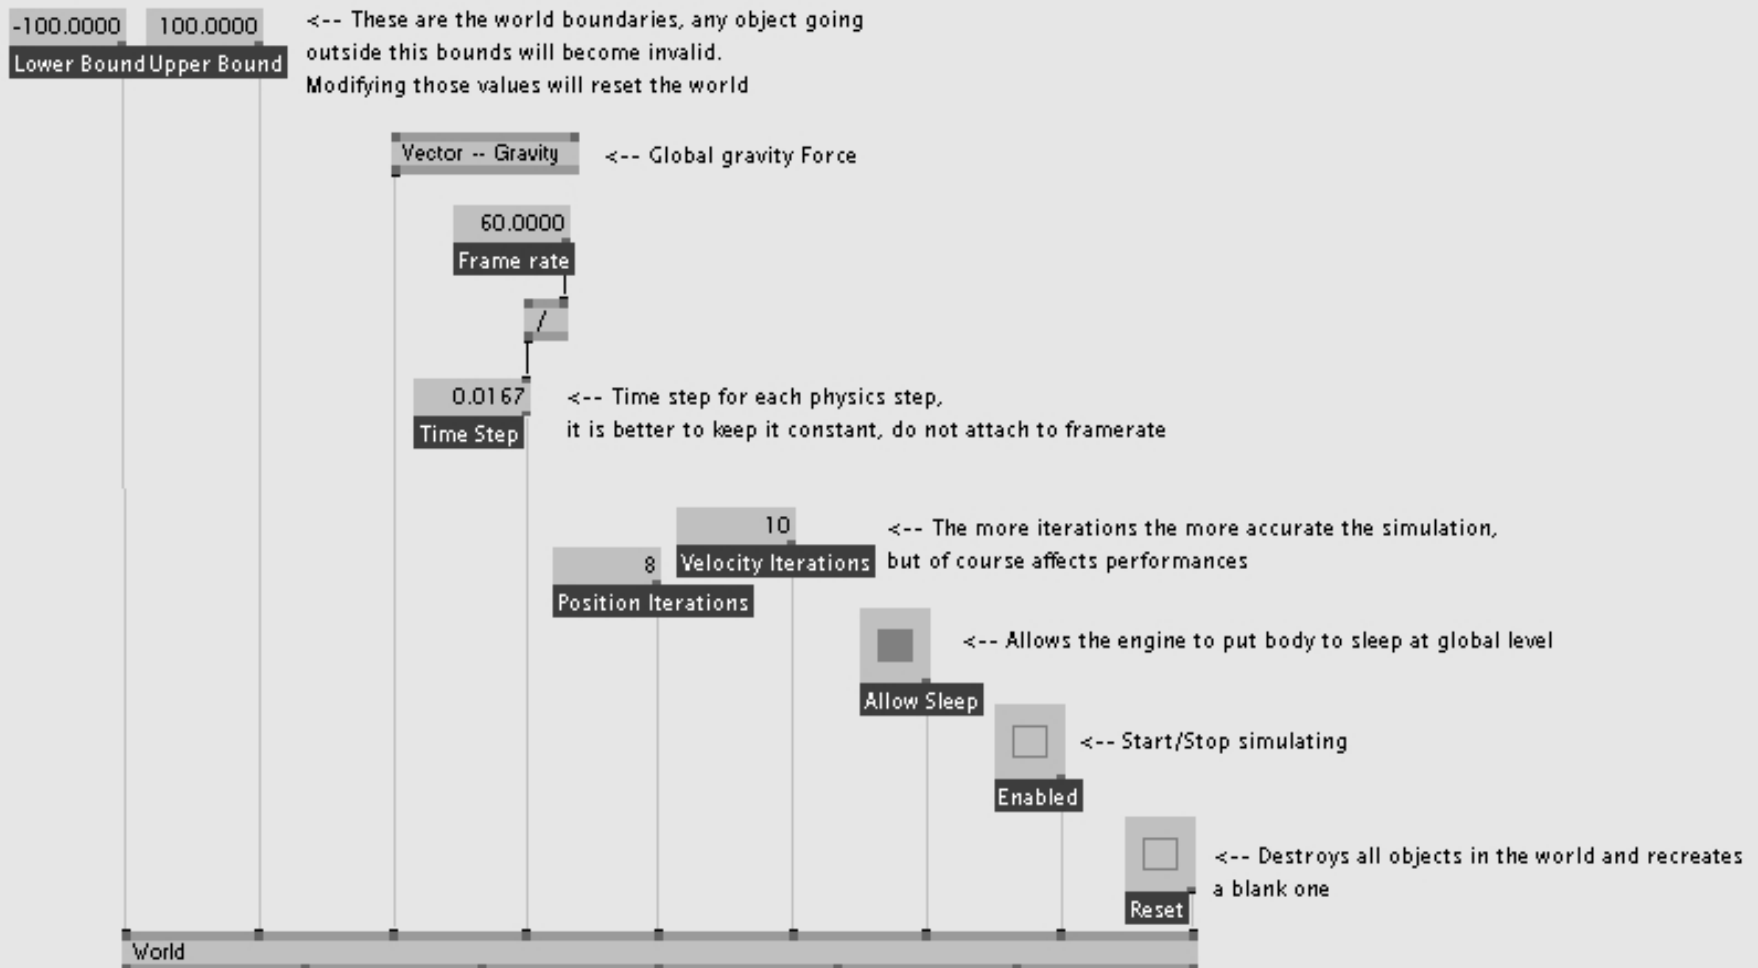 -100.0000 100.0000
Lower Bound Upper Bound
<-- These are the world boundaries, any object going
outside this bounds will become invalid.
Modifying those values will reset the world
Vector -- Gravity
<-- Global gravity Force
60.0000
Frame rate
/
0.0167
Time Step
<-- Time step for each physics step,
it is better to keep it constant, do not attach to framerate
10
Velocity Iterations
<-- The more iterations the more accurate the simulation,
but of course affects performances
8
Position Iterations
<-- Allows the engine to put body to sleep at global level
Allow Sleep
<-- Start/Stop simulating
Enabled
<-- Destroys all objects in the world and recreates
a blank one
Reset
World